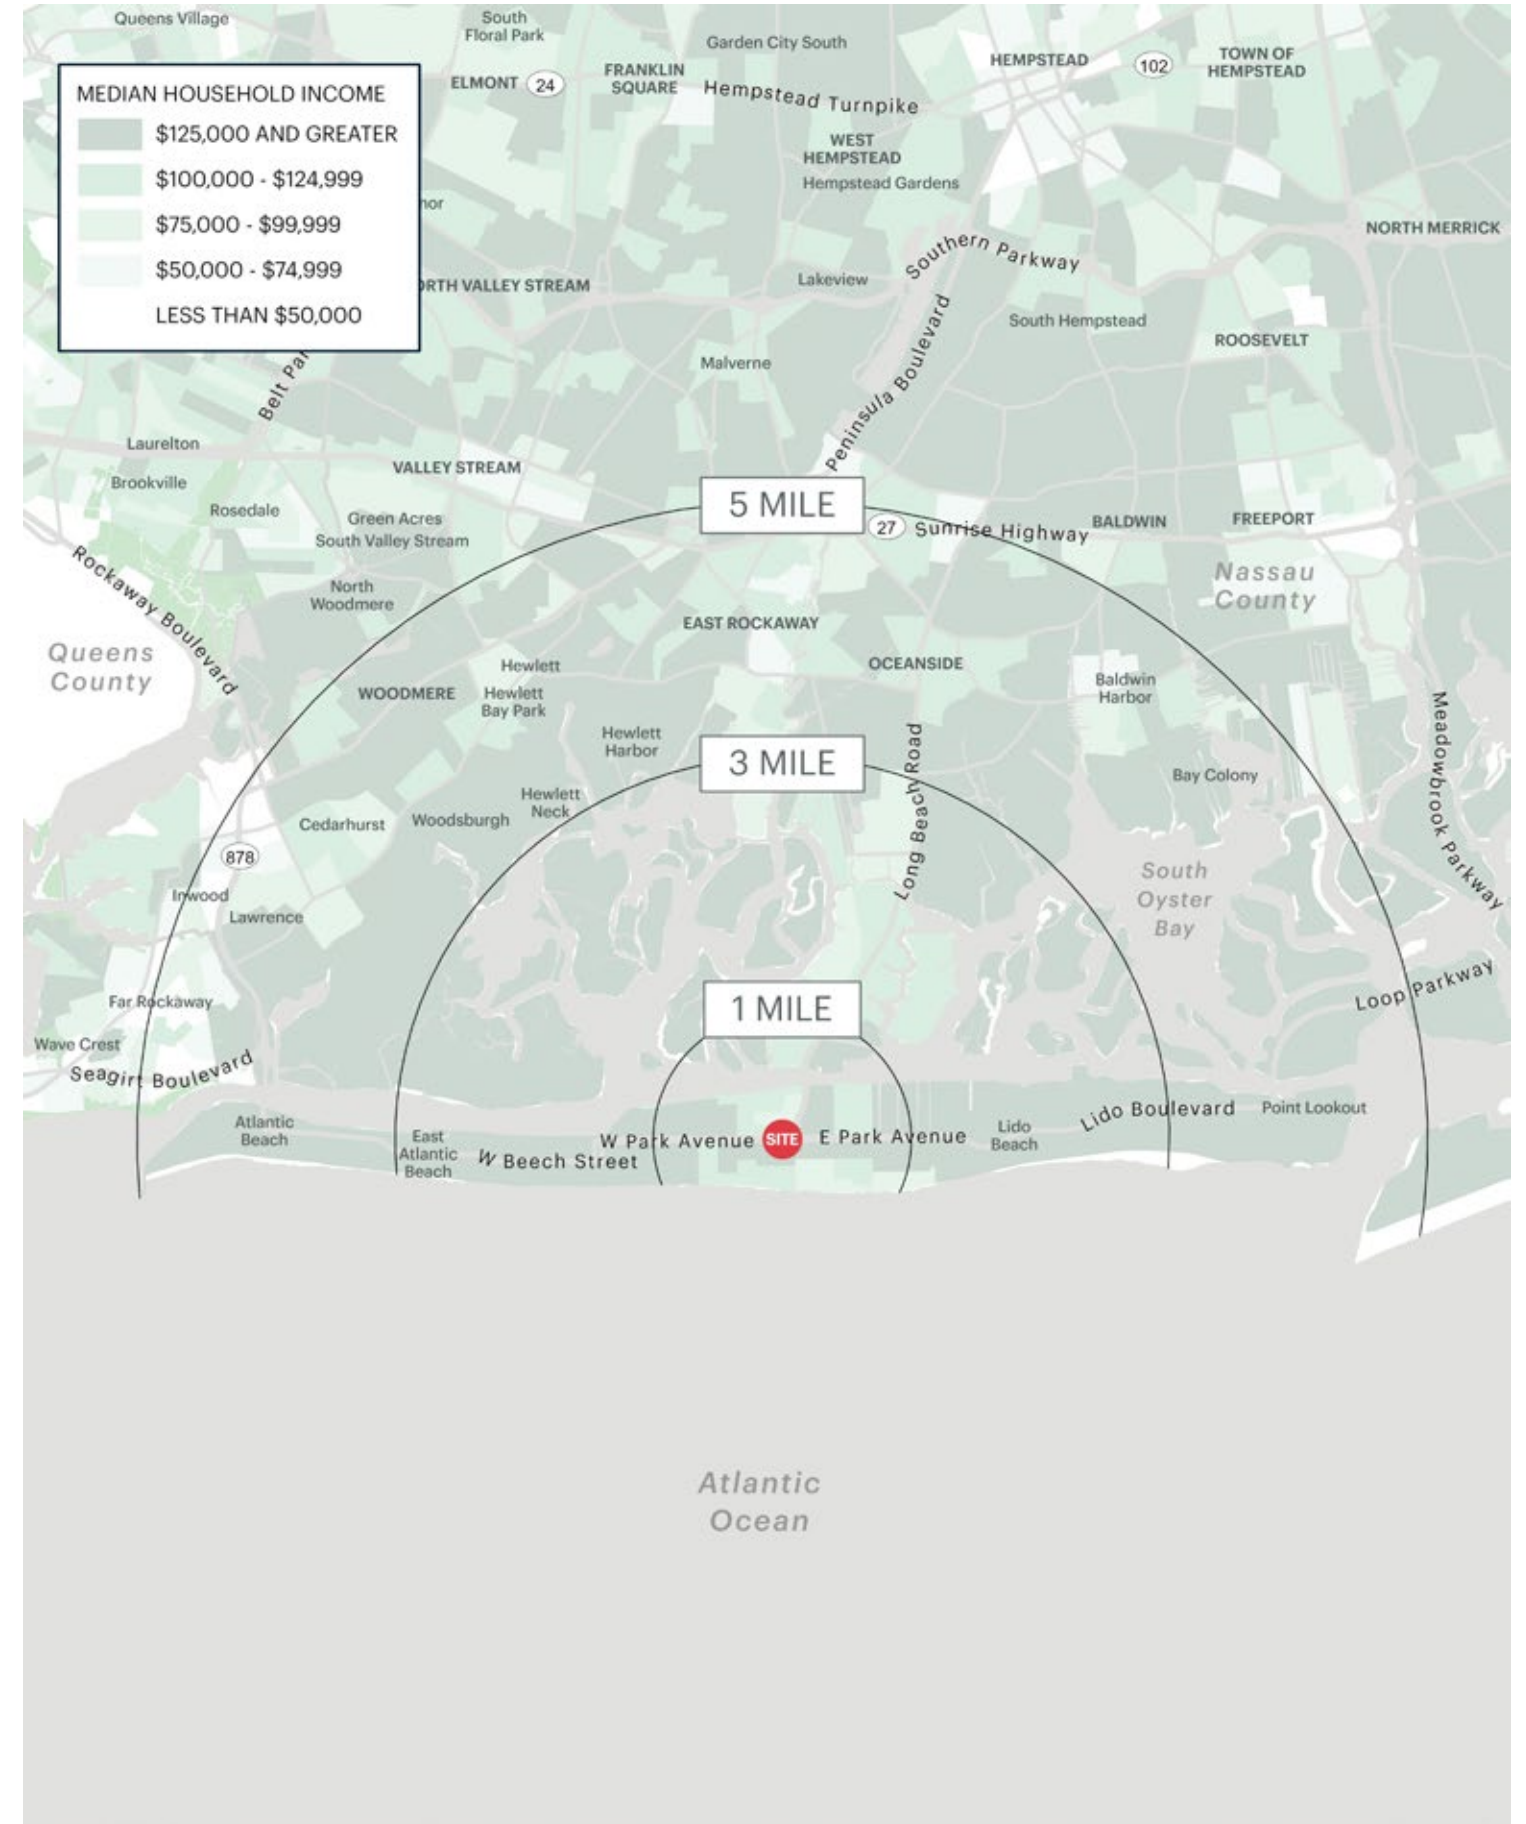 Queens Village
South
Floral Park
Garden City South
HEMPSTEAD
102
TOWN OF
HEMPSTEAD
ELMONT
24
FRANKLIN
SQUARE
Hempstead Turnpike
MEDIAN HOUSEHOLD INCOME
$125,000 AND GREATER
$100,000 - $124,999
$75,000 - $99,999
$50,000 - $74,999
LESS THAN $50,000
WEST
HEMPSTEAD
Hempstead Gardens
NORTH MERRICK
Southern Parkway
Lakeview
VALLEY STREAM
South Hempstead
ROOSEVELT
Malverne
Peninsula Boulevard
Belt
Laurelton
VALLEY STREAM
Brookville
Rosedale
Green Acres
South Valley Stream
5 MILE
27
Sunrise Highway
BALDWIN
FREEPORT
Nassau
County
North
Woodmere
Rockaway Boulevard
EAST ROCKAWAY
Queens
County
Hewlett
OCEANSIDE
WOODMERE
Hewlett
Bay Park
Baldwin
Harbor
Hewlett
Harbor
3 MILE
Long Beach Road
Meadowbrook Parkway
Bay Colony
Hewlett
Neck
Cedarhurst
Woodsburgh
878
South
Oyster
Bay
Inwood
Lawrence
Far Rockaway
1 MILE
Loop Parkway
Wave Crest
Seagirt Boulevard
Atlantic
Beach
East
Atlantic
Beach
W Park Avenue
SITE
E Park Avenue
W Beech Street
Lido
Beach
Lido Boulevard
Point Lookout
Atlantic
Ocean